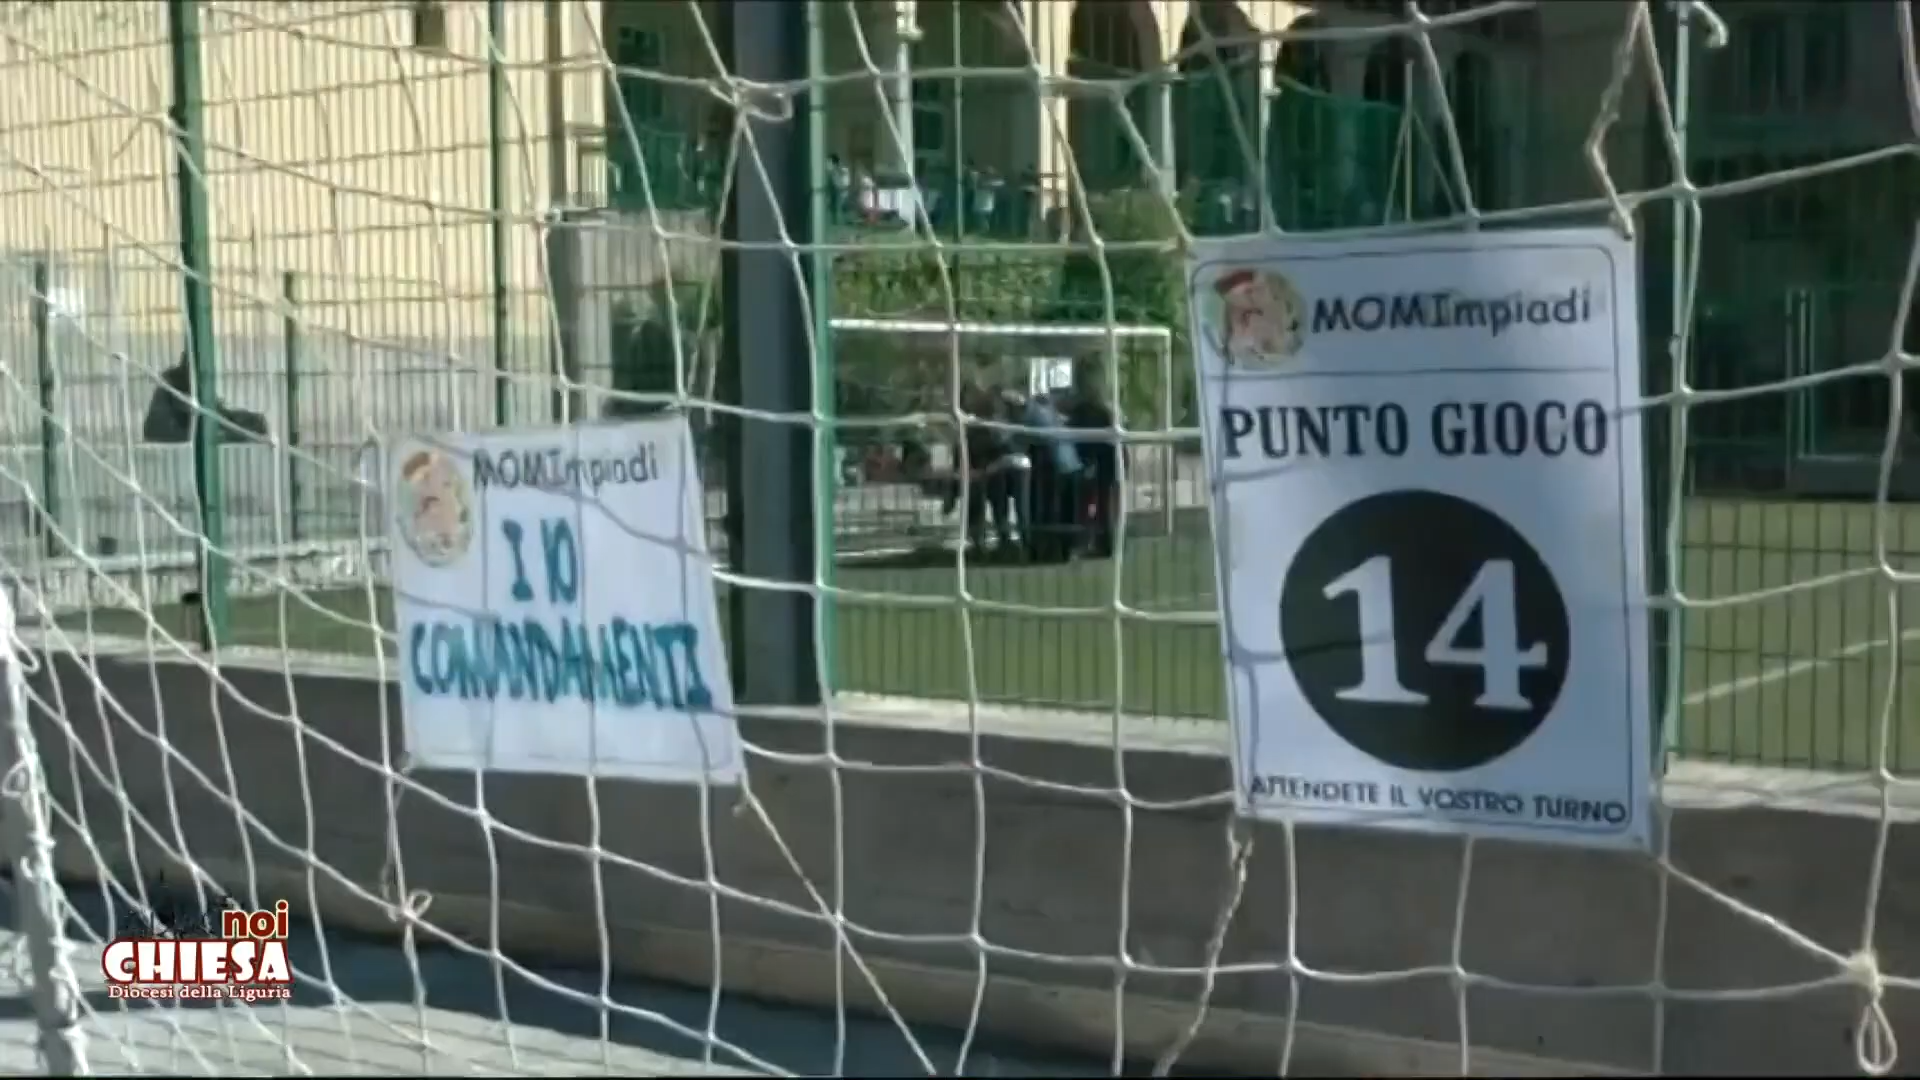 MOMImpiadi
I 10
COMANDAMENTI
MOMImpiadi
PUNTO GIOCO
14
ATTENDETE IL VOSTRO TURNO
noi
CHIESA
Diocesi della Liguria